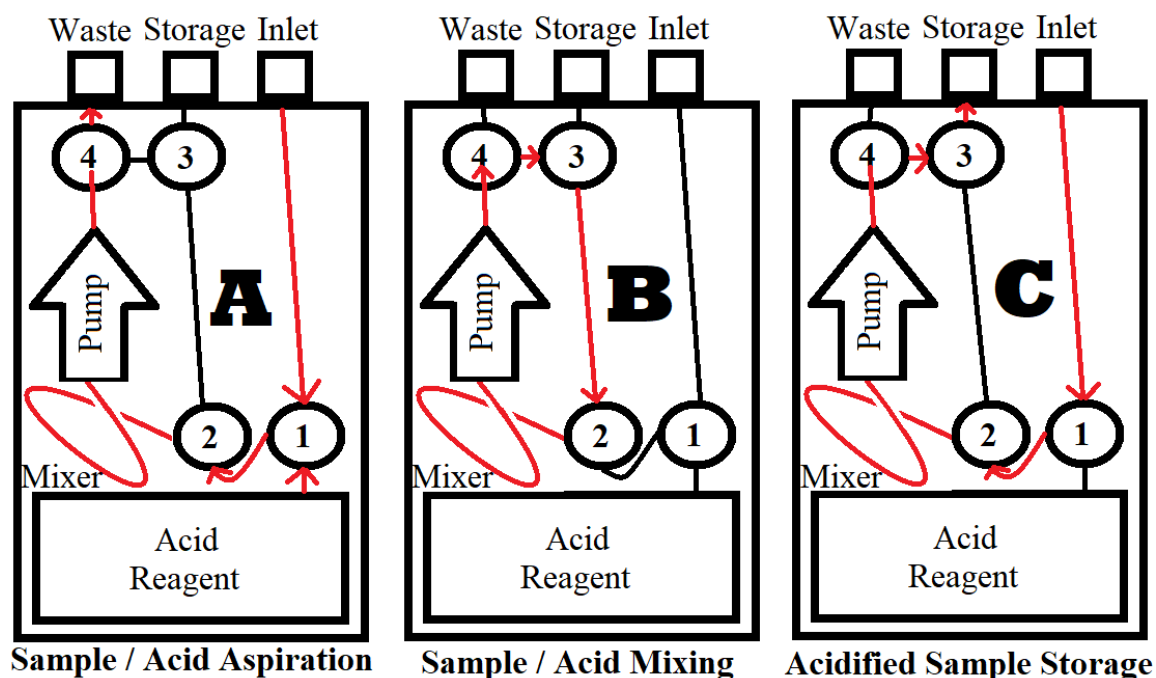 Waste Storage Inlet
4 3
Pump
A
2 1
Mixer
Acid
Reagent
Sample / Acid Aspiration
Waste Storage Inlet
4 3
Pump
B
2 1
Mixer
Acid
Reagent
Sample / Acid Mixing
Waste Storage Inlet
4 3
Pump
C
2 1
Mixer
Acid
Reagent
Acidified Sample Storage